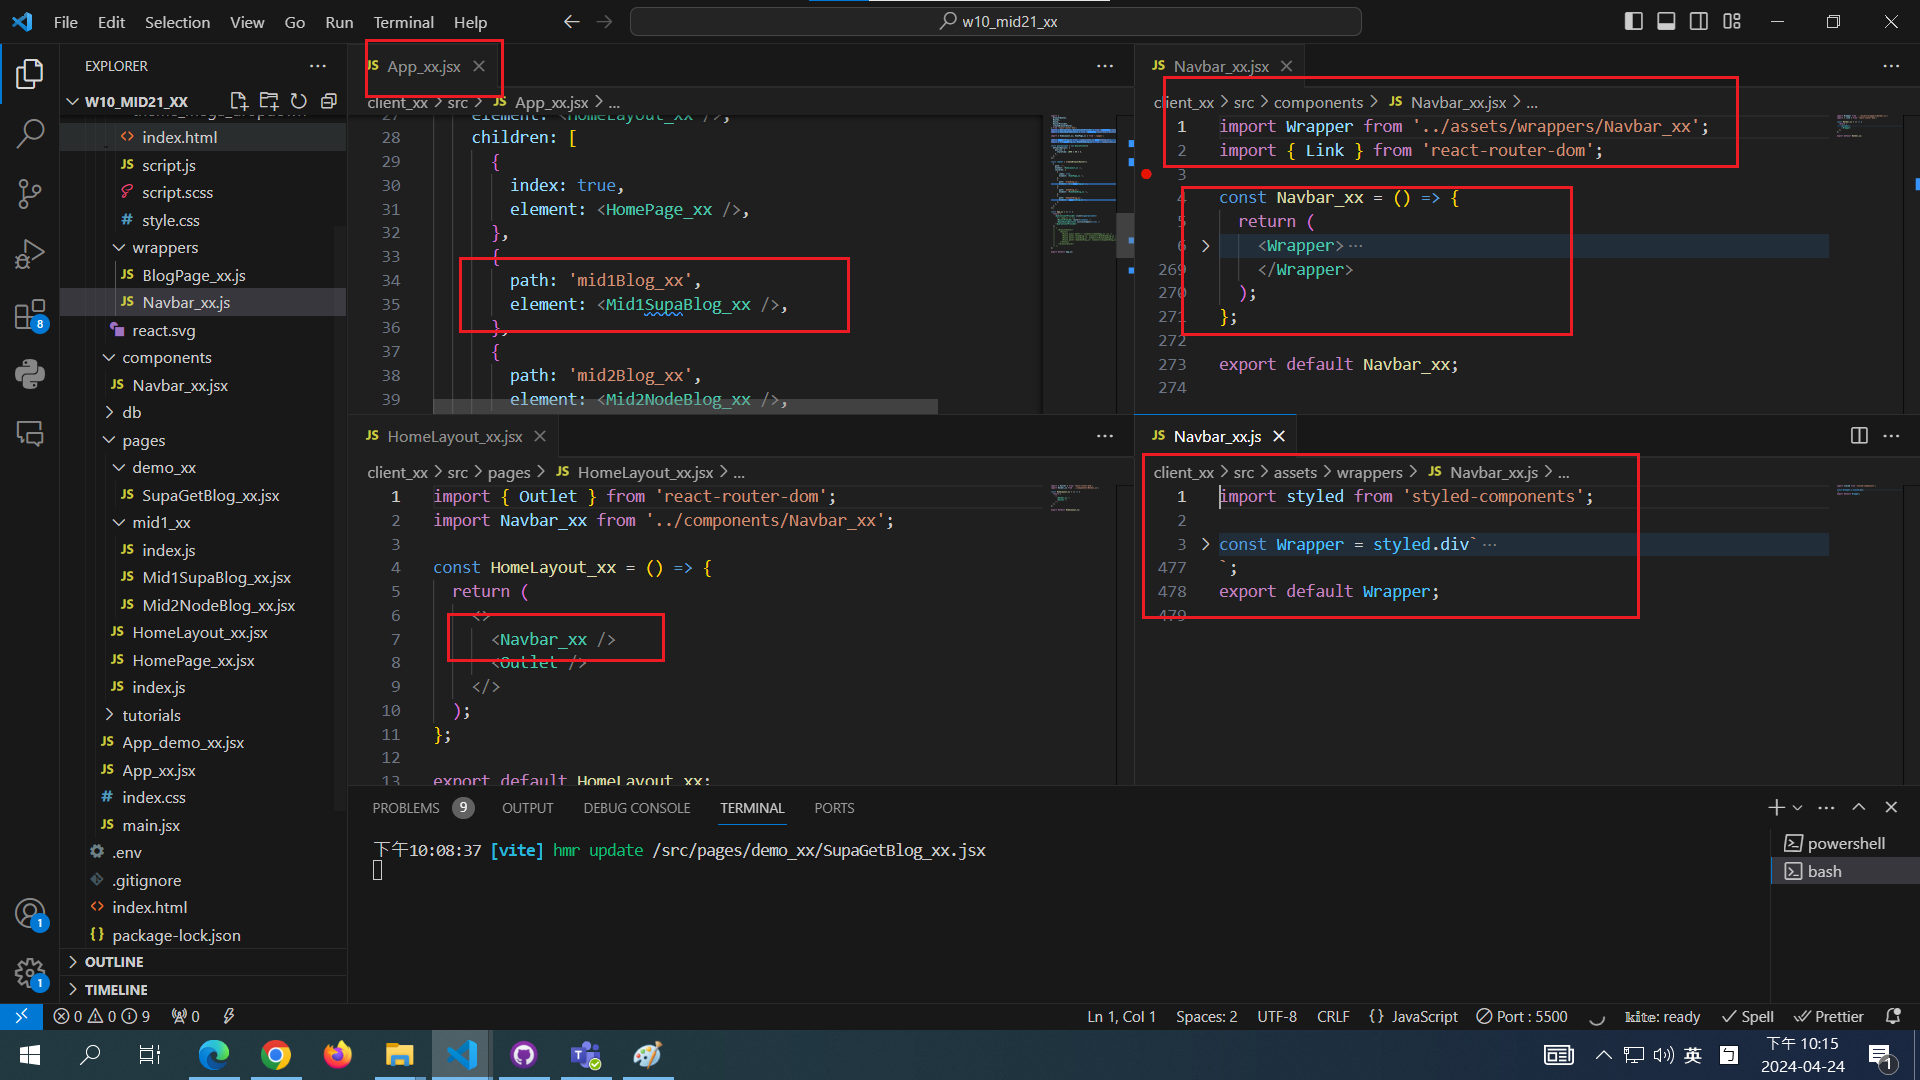 File Edit Selection View Go Run Terminal Help
w10_mid21_xx
EXPLORER
W10_MID21_XX
index.html
script.js
script.scss
style.css
wrappers
BlogPage_xx.js
Navbar_xx.js
react.svg
components
Navbar_xx.jsx
db
pages
demo_xx
SupaGetBlog_xx.jsx
mid1_xx
index.js
Mid1SupaBlog_xx.jsx
Mid2NodeBlog_xx.jsx
HomeLayout_xx.jsx
HomePage_xx.jsx
index.js
tutorials
App_demo_xx.jsx
App_xx.jsx
index.css
main.jsx
.env
.gitignore
index.html
package-lock.json
OUTLINE
TIMELINE
8
1
1
JS App_xx.jsx
client_xx > src > JS App_xx.jsx > ...
27 element: <HomeLayout_xx />,
28 children: [
29 {
30 index: true,
31 element: <HomePage_xx />,
32 },
33 {
34 path: 'mid1Blog_xx',
35 element: <Mid1SupaBlog_xx />,
36 },
37 {
38 path: 'mid2Blog_xx',
39 element: <Mid2NodeBlog_xx />,
JS Navbar_xx.jsx
client_xx > src > components > JS Navbar_xx.jsx > ...
1 import Wrapper from '../assets/wrappers/Navbar_xx';
2 import { Link } from 'react-router-dom';
3
4 const Navbar_xx = () => {
5 return (
6 <Wrapper>...
269 </Wrapper>
270 );
271 };
272
273 export default Navbar_xx;
274
JS HomeLayout_xx.jsx
client_xx > src > pages > JS HomeLayout_xx.jsx > ...
1 import { Outlet } from 'react-router-dom';
2 import Navbar_xx from '../components/Navbar_xx';
3
4 const HomeLayout_xx = () => {
5 return (
6 <>
7 <Navbar_xx />
8 <Outlet />
9 </>
10 );
11 };
12
13 export default HomeLayout_xx;
JS Navbar_xx.js
client_xx > src > assets > wrappers > JS Navbar_xx.js > ...
1 import styled from 'styled-components';
2
3 const Wrapper = styled.div`...
477 `;
478 export default Wrapper;
479
PROBLEMS 9 OUTPUT DEBUG CONSOLE TERMINAL PORTS
下午10:08:37 [vite] hmr update /src/pages/demo_xx/SupaGetBlog_xx.jsx
powershell
bash
0 0 9 0 Ln 1, Col 1 Spaces: 2 UTF-8 CRLF {} JavaScript Port : 5500 kite: ready Spell Prettier
英 下午 10:15
2024-04-24
1